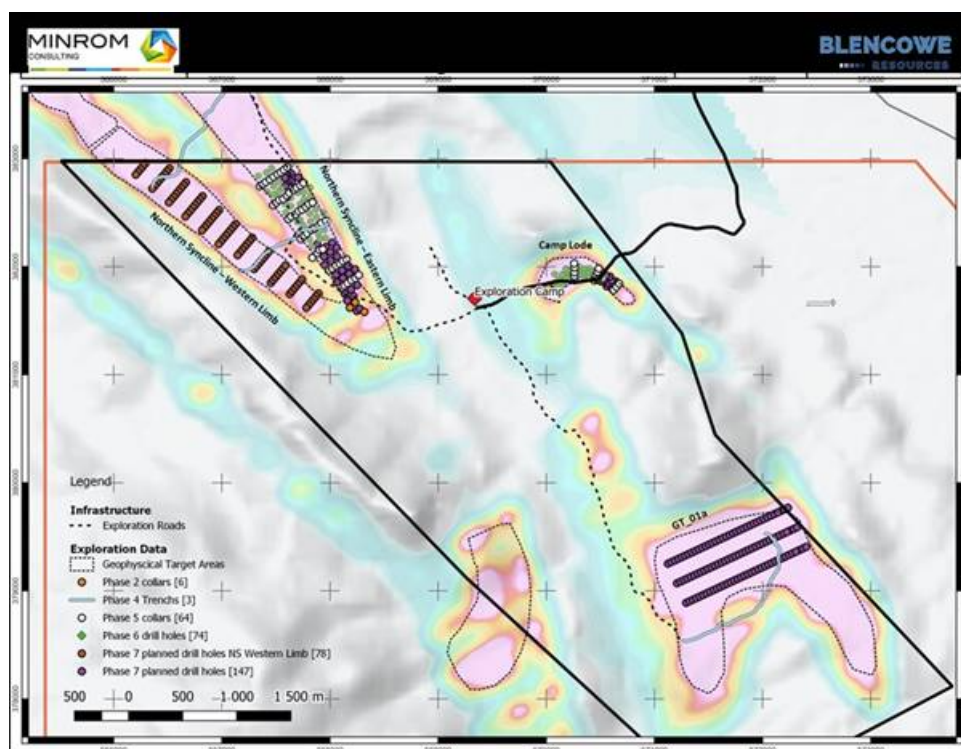 MINROM
CONSULTING
BLENCOWE
RESOURCES
Northern Syncline - Eastern Limb
Northern Syncline - Western Limb
Camp Lode
Exploration Camp
GT_01a
Legend
Infrastructure
Exploration Roads
Exploration Data
Geophyscical Target Areas
Phase 2 collars [6]
Phase 4 Trenchs [3]
Phase 5 collars [64]
Phase 6 drill holes [74]
Phase 7 planned drill holes NS Western Limb [78]
Phase 7 planned drill holes [147]
500 0 500 1 000 1 500 m